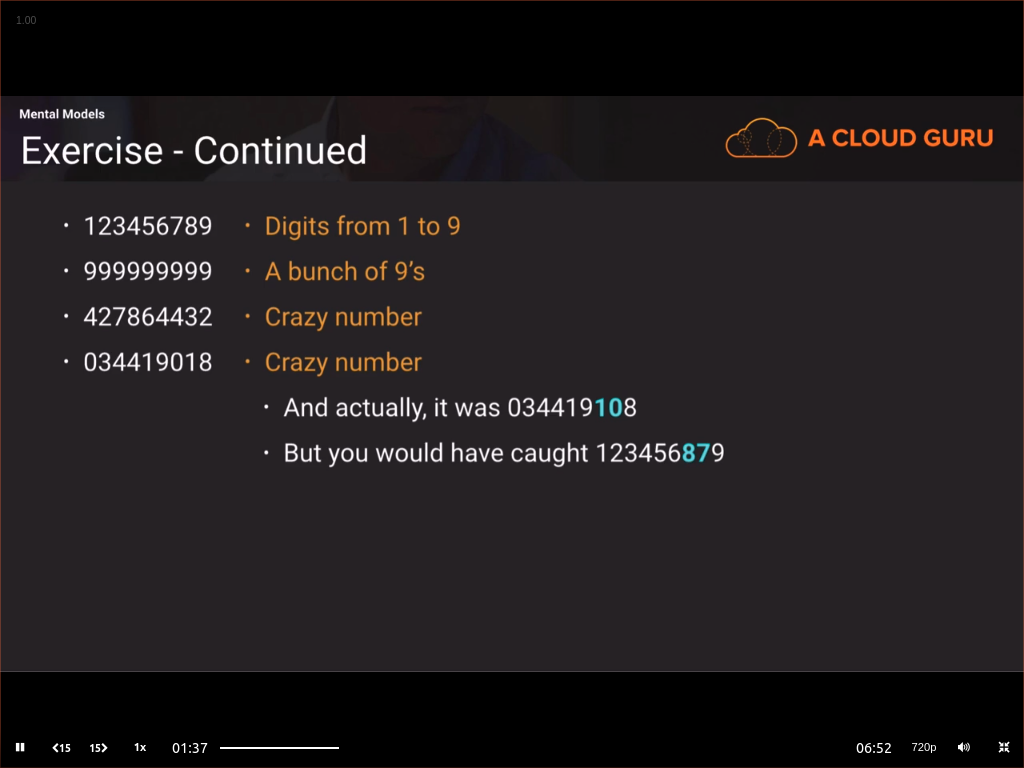 1.00
Mental Models
Exercise - Continued
A CLOUD GURU
• 123456789 • Digits from 1 to 9
• 999999999 • A bunch of 9’s
• 427864432 • Crazy number
• 034419018 • Crazy number
• And actually, it was 034419108
• But you would have caught 123456879
15 15 1x 01:37 06:52 720p